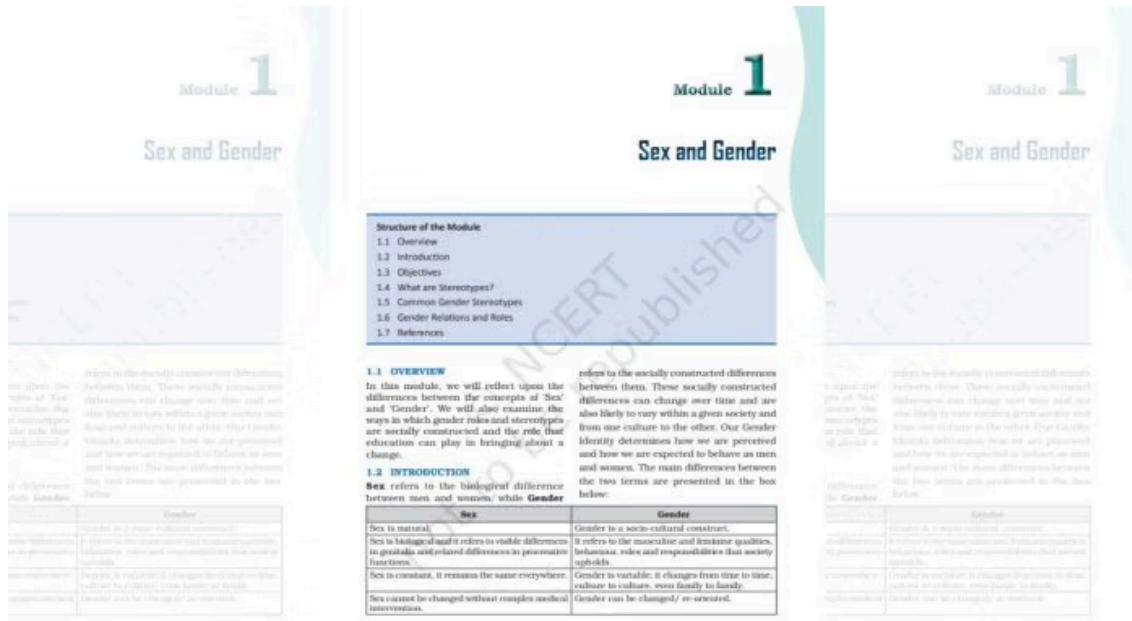 Module 1
Sex and Gender
Structure of the Module
1.1 Overview
1.2 Introduction
1.3 Objectives
1.4 What are Stereotypes?
1.5 Common Gender Stereotypes
1.6 Gender Relations and Roles
1.7 References
1.1 OVERVIEW
In this module, we will reflect upon the
differences between the concepts of 'Sex'
and 'Gender'. We will also examine the
ways in which gender roles and stereotypes
are socially constructed and the role that
education can play in bringing about a
change.
1.2 INTRODUCTION
Sex refers to the biological difference
between men and women, while Gender
refers to the socially constructed differences
between them. These socially constructed
differences can change over time and are
also likely to vary within a given society and
from one culture to the other. Our Gender
Identity determines how we are perceived
and how we are expected to behave as men
and women. The main differences between
the two terms are presented in the box
below:
Sex Gender
Sex is natural. Gender is a socio-cultural construct.
Sex is biological and it refers to visible differences
in genitalia and related differences in procreative
functions.
It refers to the masculine and feminine qualities,
behaviour, roles and responsibilities that society
upholds.
Sex is constant, it remains the same everywhere.
Gender is variable; it changes from time to time,
culture to culture, even family to family.
Sex cannot be changed without complex medical
intervention.
Gender can be changed/ re-oriented.
NCERT
not to be republished
Module 1
Sex and Gender
Module 1
Sex and Gender